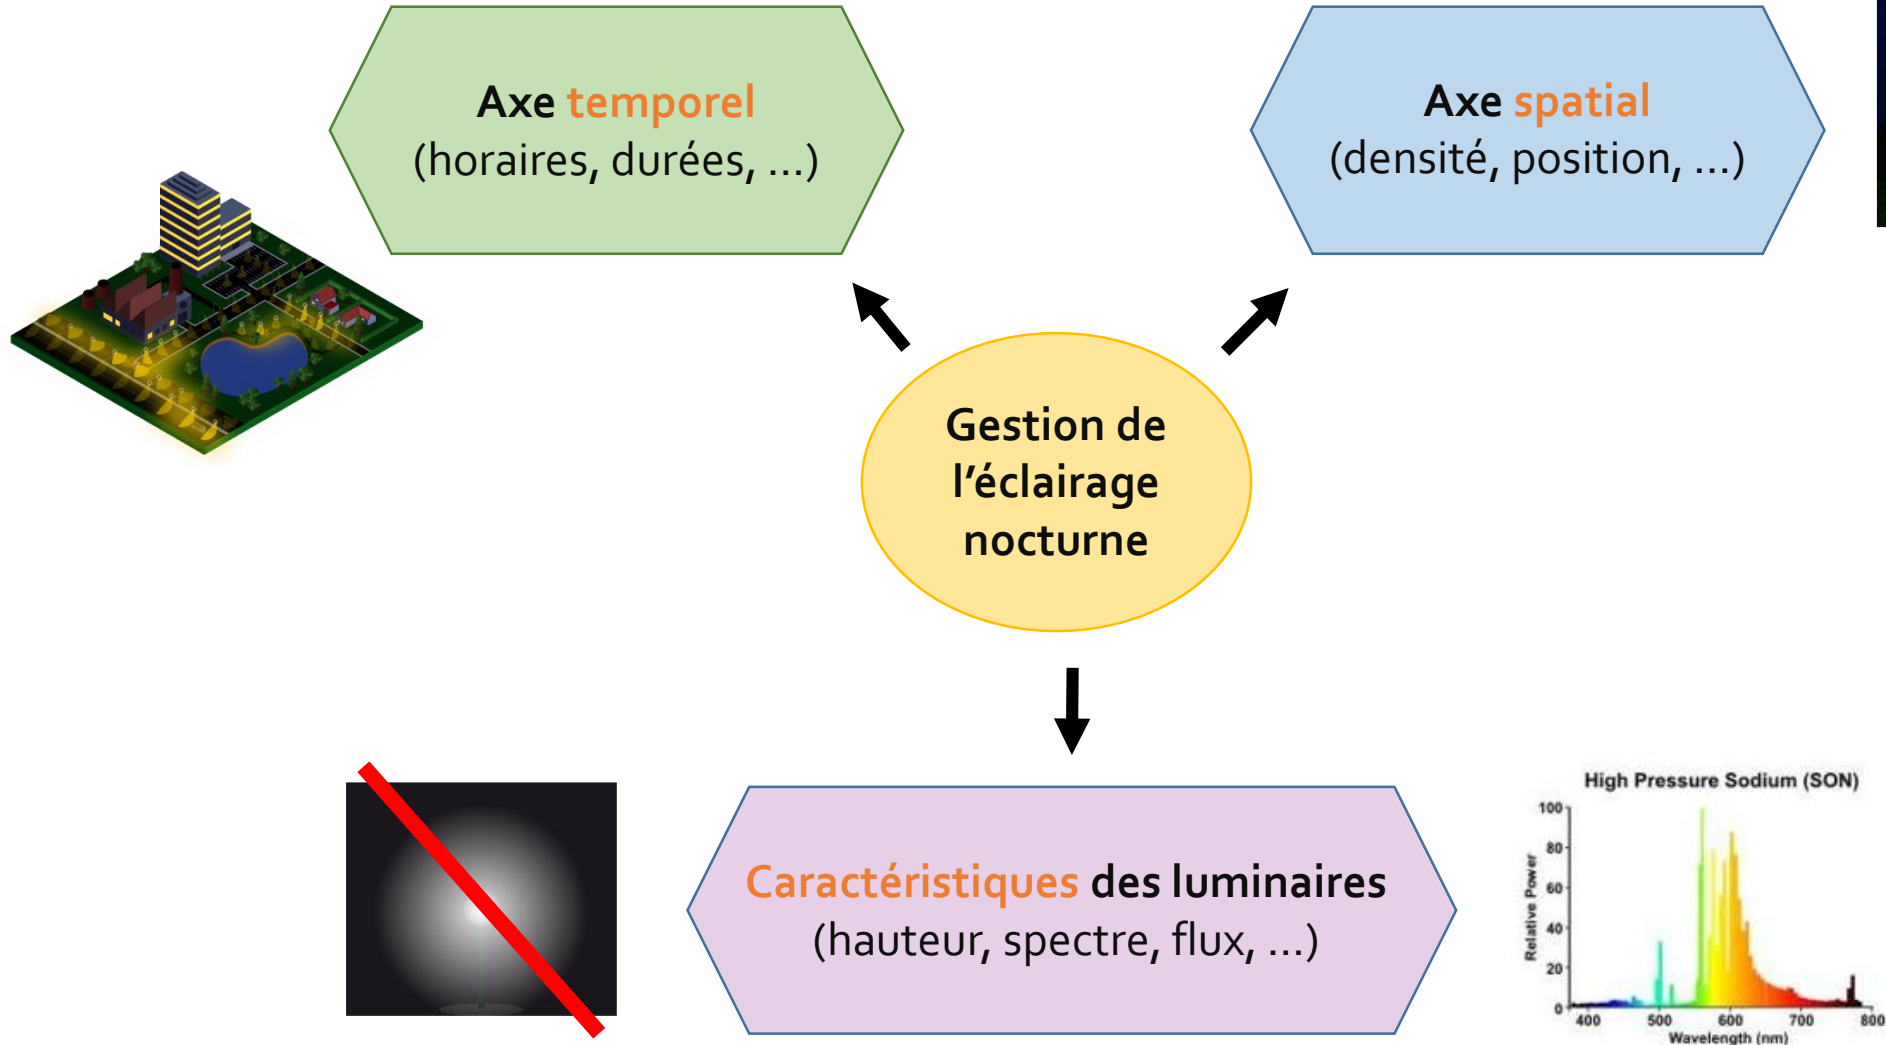 Axe temporel
(horaires, durées, ...)
Axe spatial
(densité, position, ...)
Gestion de
l'éclairage
nocturne
Caractéristiques des luminaires
(hauteur, spectre, flux, ...)
High Pressure Sodium (SON)
Relative Power
100
80
60
40
20
0
400 500 600 700 800
Wavelength (nm)